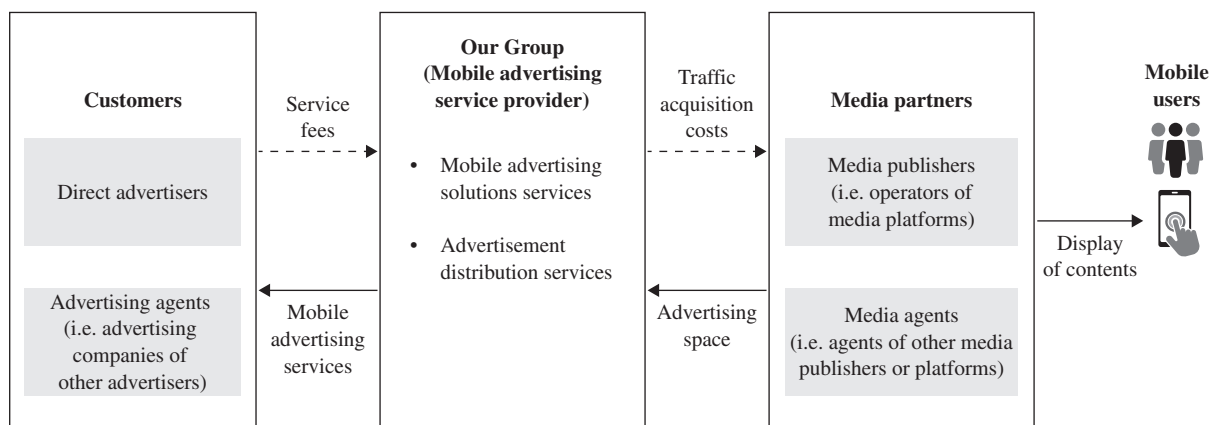 Customers
Direct advertisers
Advertising agents
(i.e. advertising
companies of
other advertisers)
Service
fees
Mobile
advertising
services
Our Group
(Mobile advertising
service provider)
• Mobile advertising
solutions services
• Advertisement
distribution services
Traffic
acquisition
costs
Advertising
space
Media partners
Media publishers
(i.e. operators of
media platforms)
Media agents
(i.e. agents of other media
publishers or platforms)
Display
of contents
Mobile
users